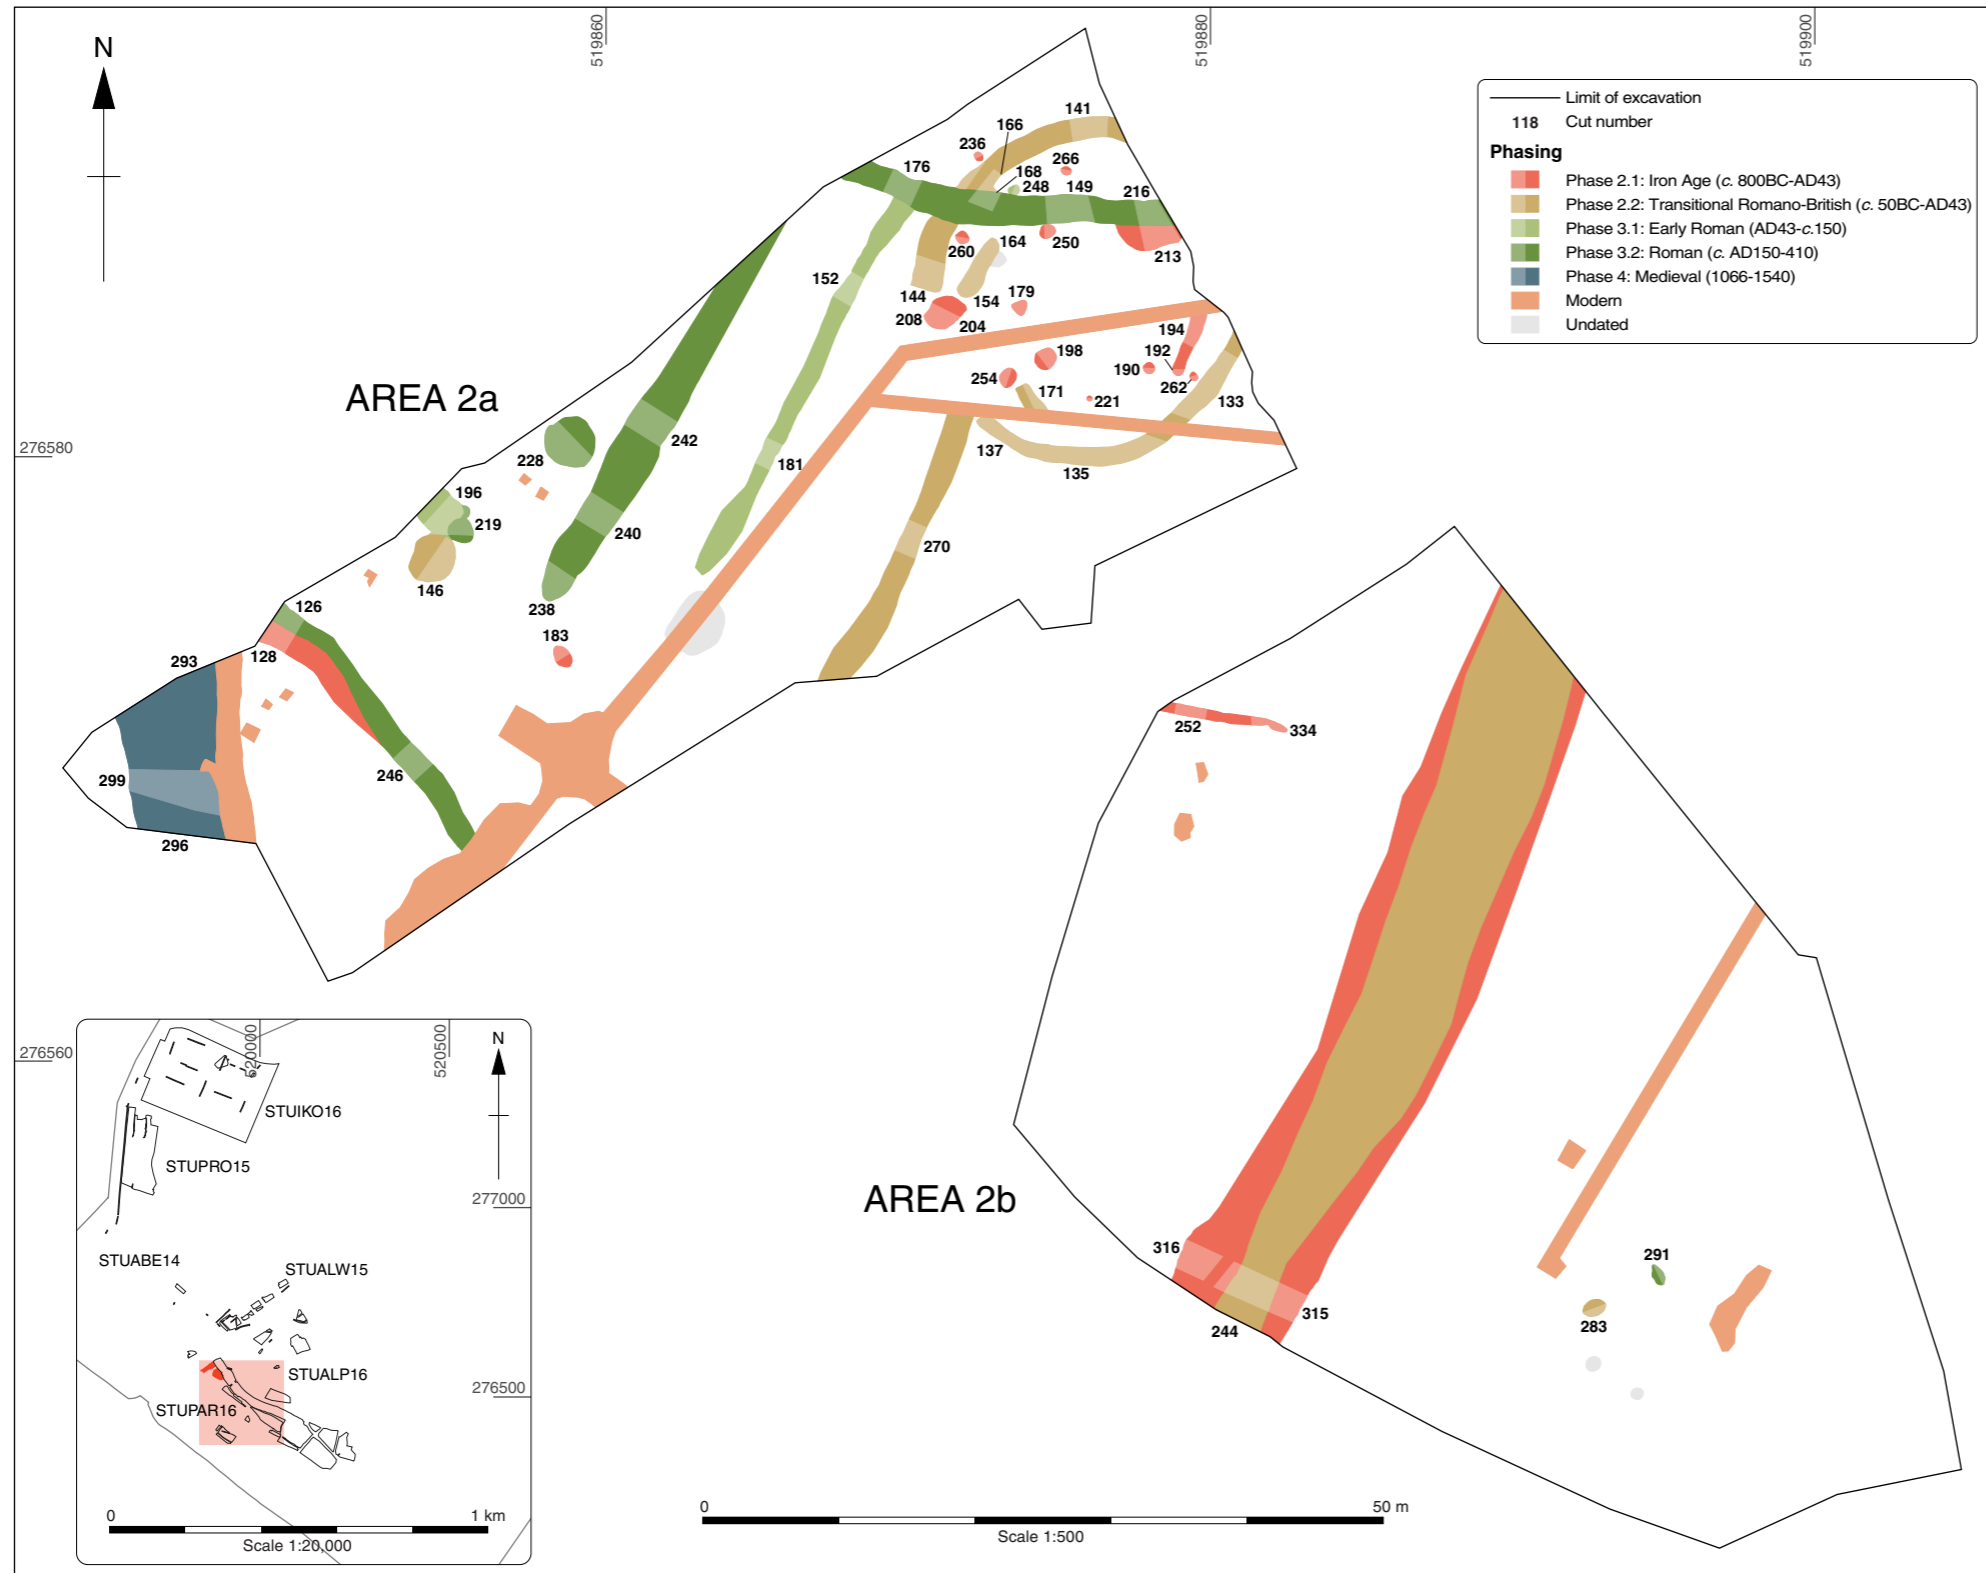 N
519860
519880
519900
Limit of excavation
118 Cut number
Phasing
Phase 2.1: Iron Age (c. 800BC-AD43)
Phase 2.2: Transitional Romano-British (c. 50BC-AD43)
Phase 3.1: Early Roman (AD43-c.150)
Phase 3.2: Roman (c. AD150-410)
Phase 4: Medieval (1066-1540)
Modern
Undated
AREA 2a
276580
276560
141
166
236
176
168
266
248
149
216
164
250
260
213
152
144
154
179
208
204
194
198
192
190
254
262
171
221
133
242
137
135
181
228
196
219
240
270
146
238
126
183
128
293
246
299
296
252
334
AREA 2b
316
315
244
291
283
N
520000
520500
STUIKO16
STUPRO15
277000
STUABE14
STUALW15
STUALP16
276500
STUPAR16
0 1 km
Scale 1:20,000
0 50 m
Scale 1:500